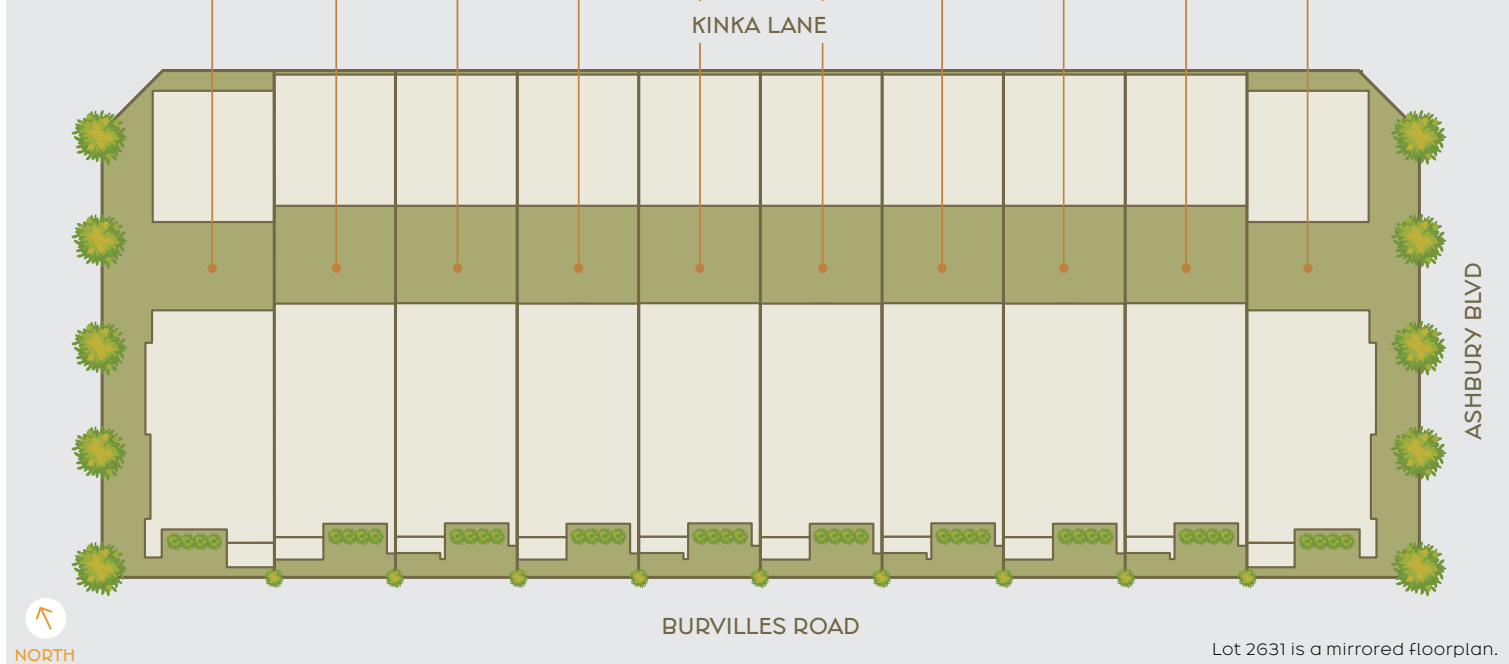 KINKA LANE
ASHBURY BLVD
BURVILLES ROAD
NORTH
Lot 2631 is a mirrored floorplan.